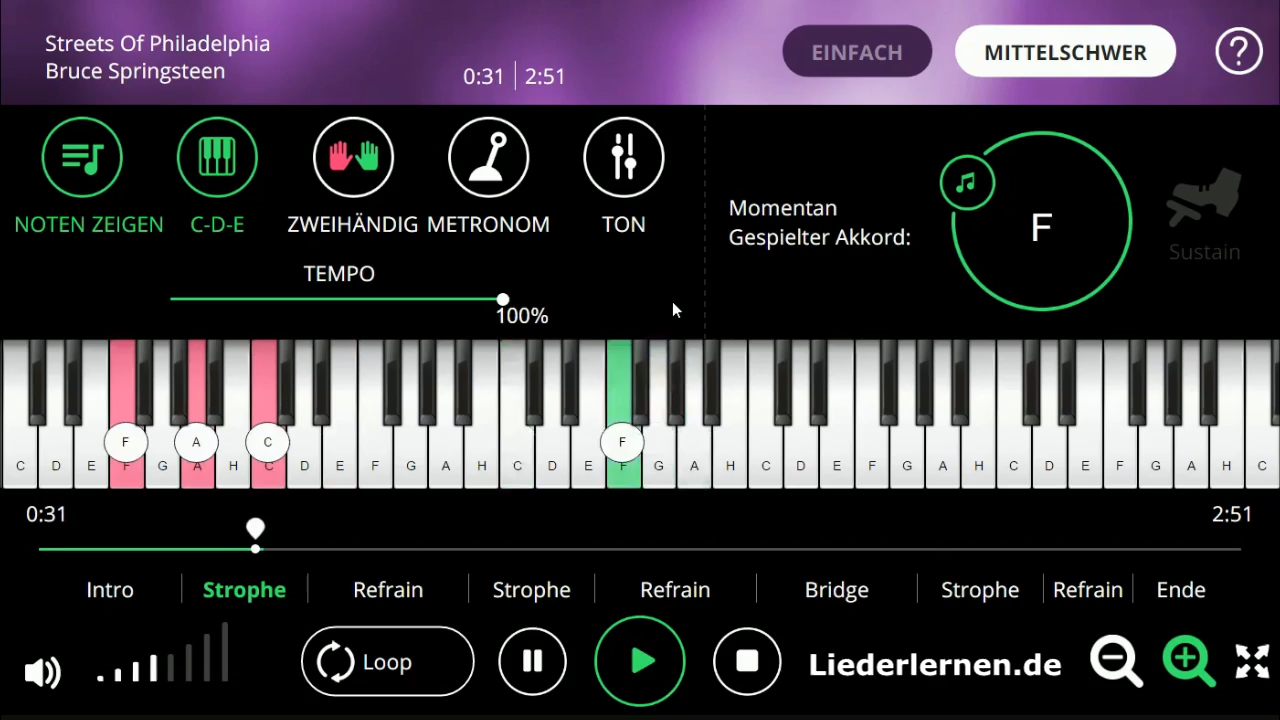 Streets Of Philadelphia
Bruce Springsteen
0:31 2:51
EINFACH
MITTELSCHWER
?
NOTEN ZEIGEN
C-D-E
ZWEIHÄNDIG
METRONOM
TON
Momentan
Gespielter Akkord:
F
Sustain
TEMPO
100%
F A C F
C D E F G A H C D E F G A H C D E F G A H C D E F G A H C D E F G A H C
0:31
2:51
Intro Strophe Refrain Strophe Refrain Bridge Strophe Refrain Ende
Loop
Liederlernen.de